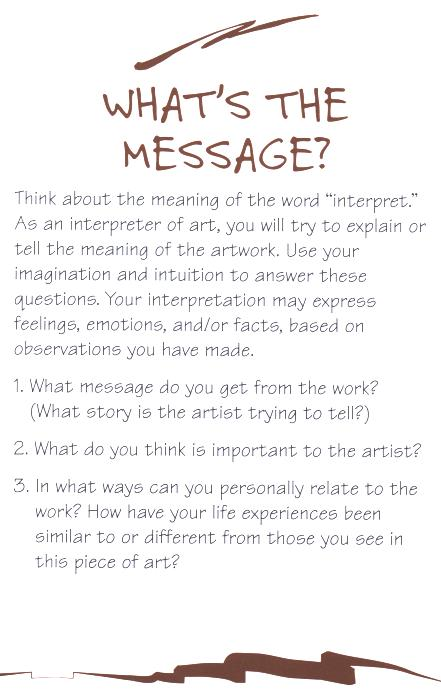 WHAT'S THE
MESSAGE?
Think about the meaning of the word “interpret.”
As an interpreter of art, you will try to explain or
tell the meaning of the artwork. Use your
imagination and intuition to answer these
questions. Your interpretation may express
feelings, emotions, and/or facts, based on
observations you have made.
1. What message do you get from the work?
(What story is the artist trying to tell?)
2. What do you think is important to the artist?
3. In what ways can you personally relate to the
work? How have your life experiences been
similar to or different from those you see in
this piece of art?